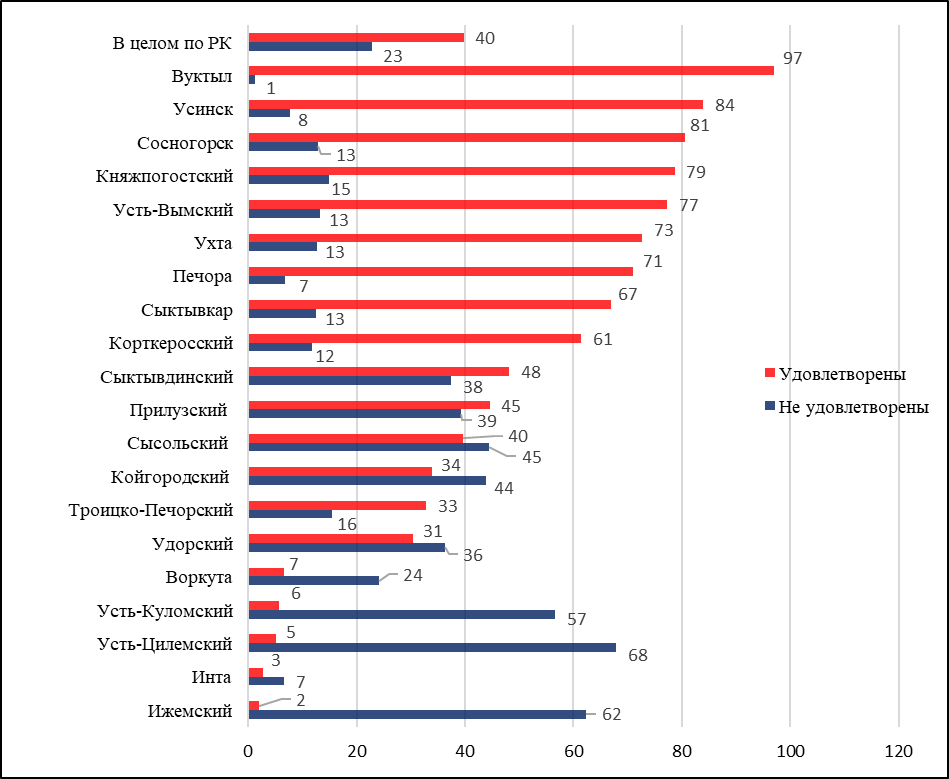 В целом по РК 40
23
Вуктыл 97
1
Усинск 84
8
Сосногорск 81
13
Княжпогостский 79
15
Усть-Вымский 77
13
Ухта 73
13
Печора 71
7
Сыктывкар 67
13
Корткеросский 61
12
Сыктывдинский 48
38
Прилузский 45
39
Сысольский 40
45
Койгородский 34
44
Троицко-Печорский 33
16
Удорский 31
36
Воркута 7
24
Усть-Куломский 6
57
Усть-Цилемский 5
68
Инта 3
7
Ижемский 2
62
0 20 40 60 80 100 120
Удовлетворены
Не удовлетворены